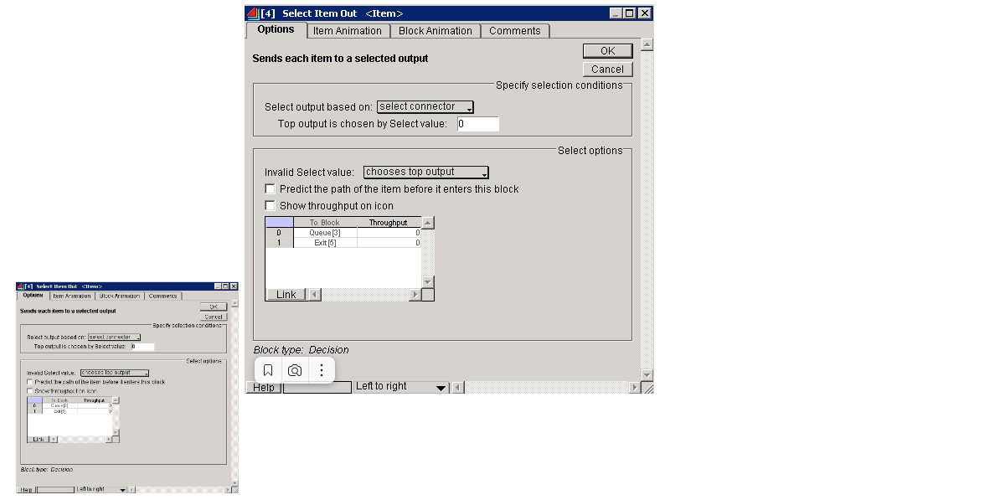 [4] Select Item Out <Item>
Options Item Animation Block Animation Comments
OK
Sends each item to a selected output
Cancel
Specify selection conditions
Select output based on: select connector
Top output is chosen by Select value: 0
Select options
Invalid Select value: chooses top output
Predict the path of the item before it enters this block
Show throughput on icon
To Block Throughput
0 Queue[3] 0
1 Exit[5] 0
Link
Block type: Decision
Help Left to right
[4] Select Item Out <Item>
Options Item Animation Block Animation Comments
OK
Sends each item to a selected output
Cancel
Specify selection conditions
Select output based on: select connector
Top output is chosen by Select value: 0
Select options
Invalid Select value: chooses top output
Predict the path of the item before it enters this block
Show throughput on icon
To Block Throughput
0 Queue[3] 0
1 Exit[5] 0
Link
Block type: Decision
Help Left to right